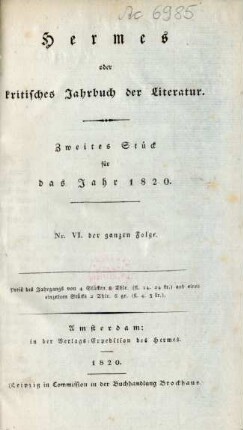 Ac 6985
Hermes
oder
kritisches Jahrbuch der Literatur.
Zweites Stück
für
das Jahr 1820.
Nr. VI. der ganzen Folge.
Preis des Jahrgangs von 4 Stücken 8 Thlr. (fl. 14. 24 kr.) und eines
einzelnen Stücks 2 Thlr. 6 gr. (fl. 4. 3 kr.).
Amsterdam:
in der Verlags-Expedition des Hermes.
1820.
(Leipzig in Commission in der Buchhandlung Brockhaus.